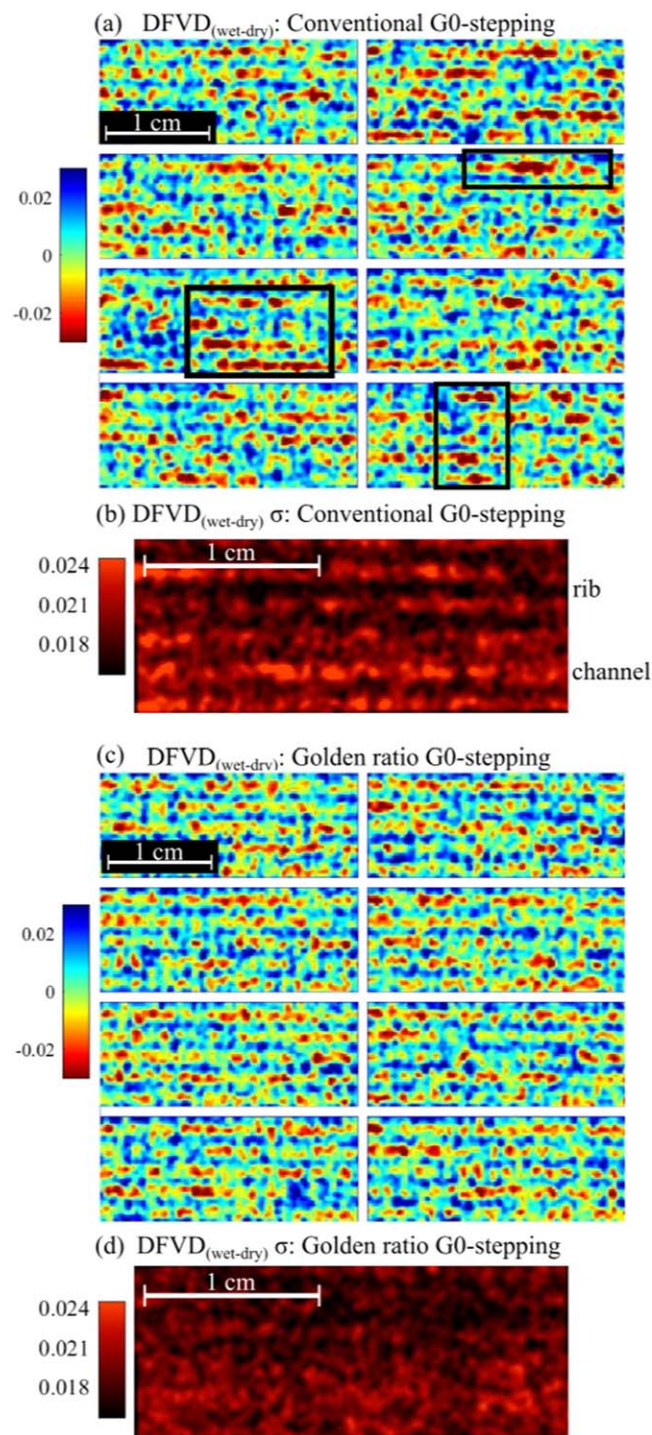 (a) DFVD(wet-dry): Conventional G0-stepping
1 cm
0.02
0
-0.02
(b) DFVD(wet-dry) σ: Conventional G0-stepping
0.024
0.021
0.018
1 cm
rib
channel
(c) DFVD(wet-dry): Golden ratio G0-stepping
1 cm
0.02
0
-0.02
(d) DFVD(wet-dry) σ: Golden ratio G0-stepping
0.024
0.021
0.018
1 cm